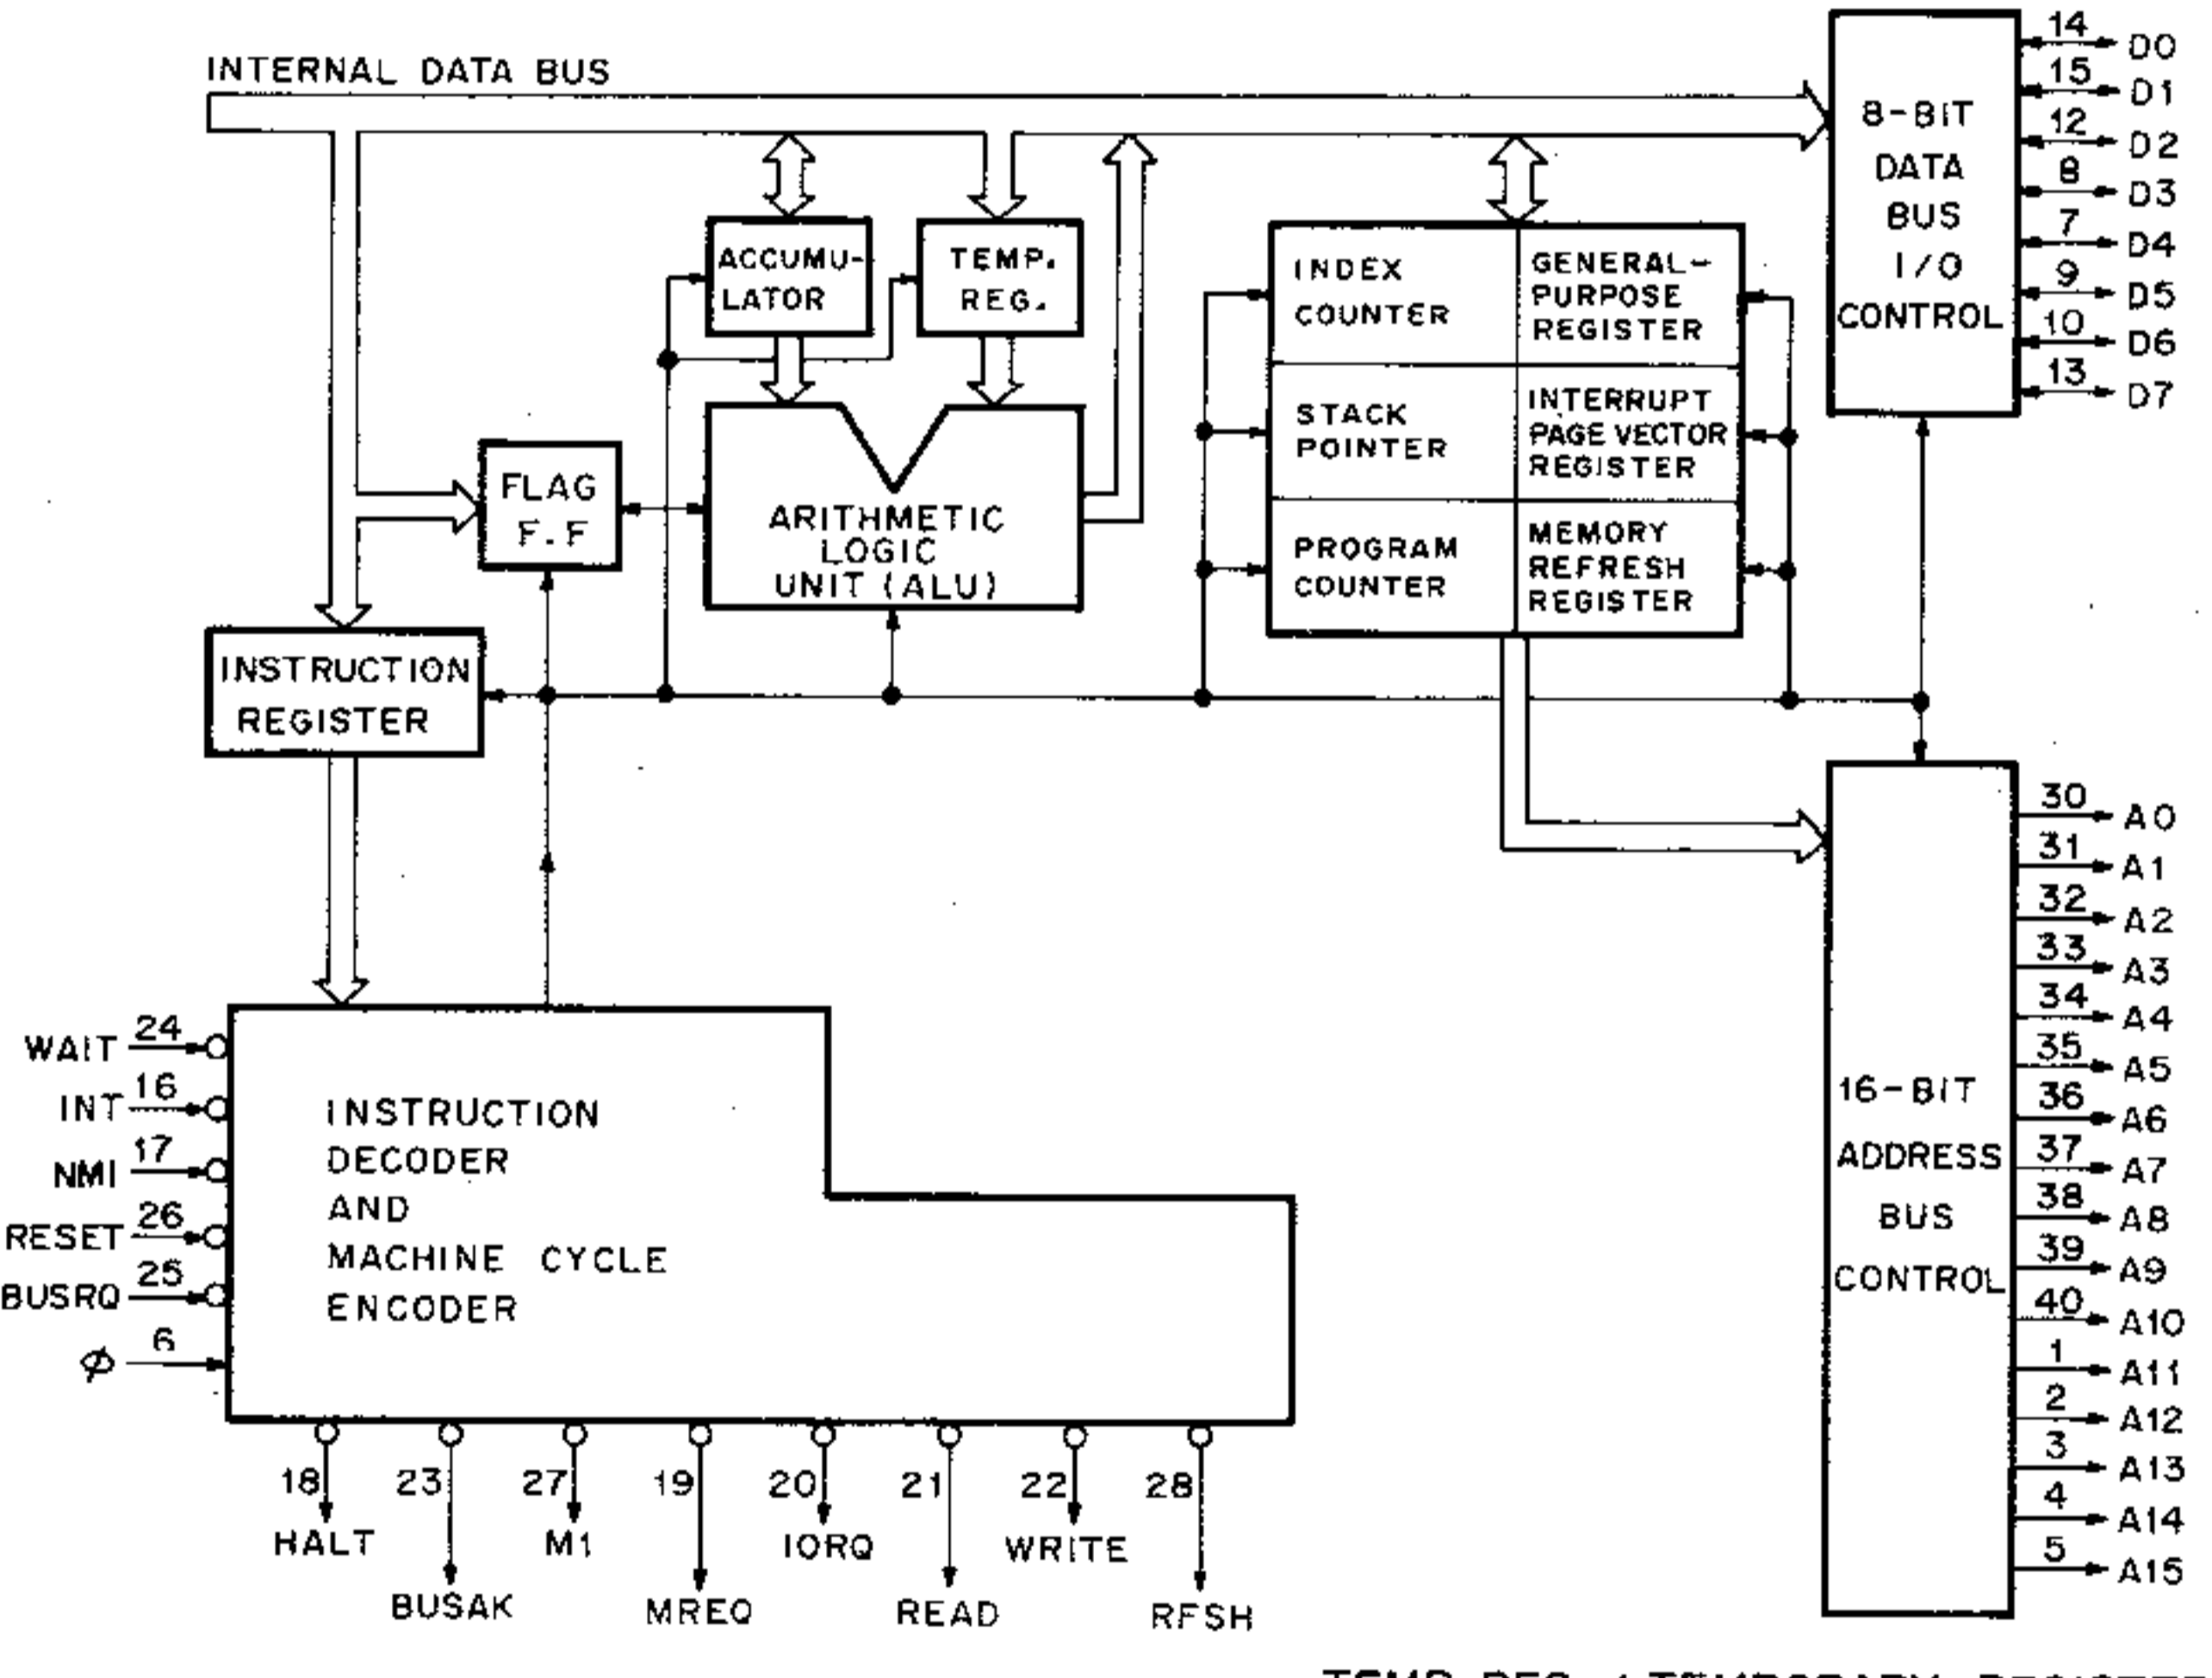 INTERNAL DATA BUS
8-BIT
DATA
BUS
I/O
CONTROL
14 D0
15 D1
12 D2
8 D3
7 D4
9 D5
10 D6
13 D7
ACCUMU-
LATOR
TEMP.
REG.
INDEX
COUNTER
GENERAL-
PURPOSE
REGISTER
STACK
POINTER
INTERRUPT
PAGE VECTOR
REGISTER
PROGRAM
COUNTER
MEMORY
REFRESH
REGISTER
FLAG
F.F
ARITHMETIC
LOGIC
UNIT (ALU)
INSTRUCTION
REGISTER
16-BIT
ADDRESS
BUS
CONTROL
30 A0
31 A1
32 A2
33 A3
34 A4
35 A5
36 A6
37 A7
38 A8
39 A9
40 A10
1 A11
2 A12
3 A13
4 A14
5 A15
WAIT 24
INT 16
NMI 17
RESET 26
BUSRQ 25
ϕ 6
INSTRUCTION
DECODER
AND
MACHINE CYCLE
ENCODER
18 HALT
23 BUSAK
27 M1
19 MREQ
20 IORQ
21 READ
22 WRITE
28 RFSH